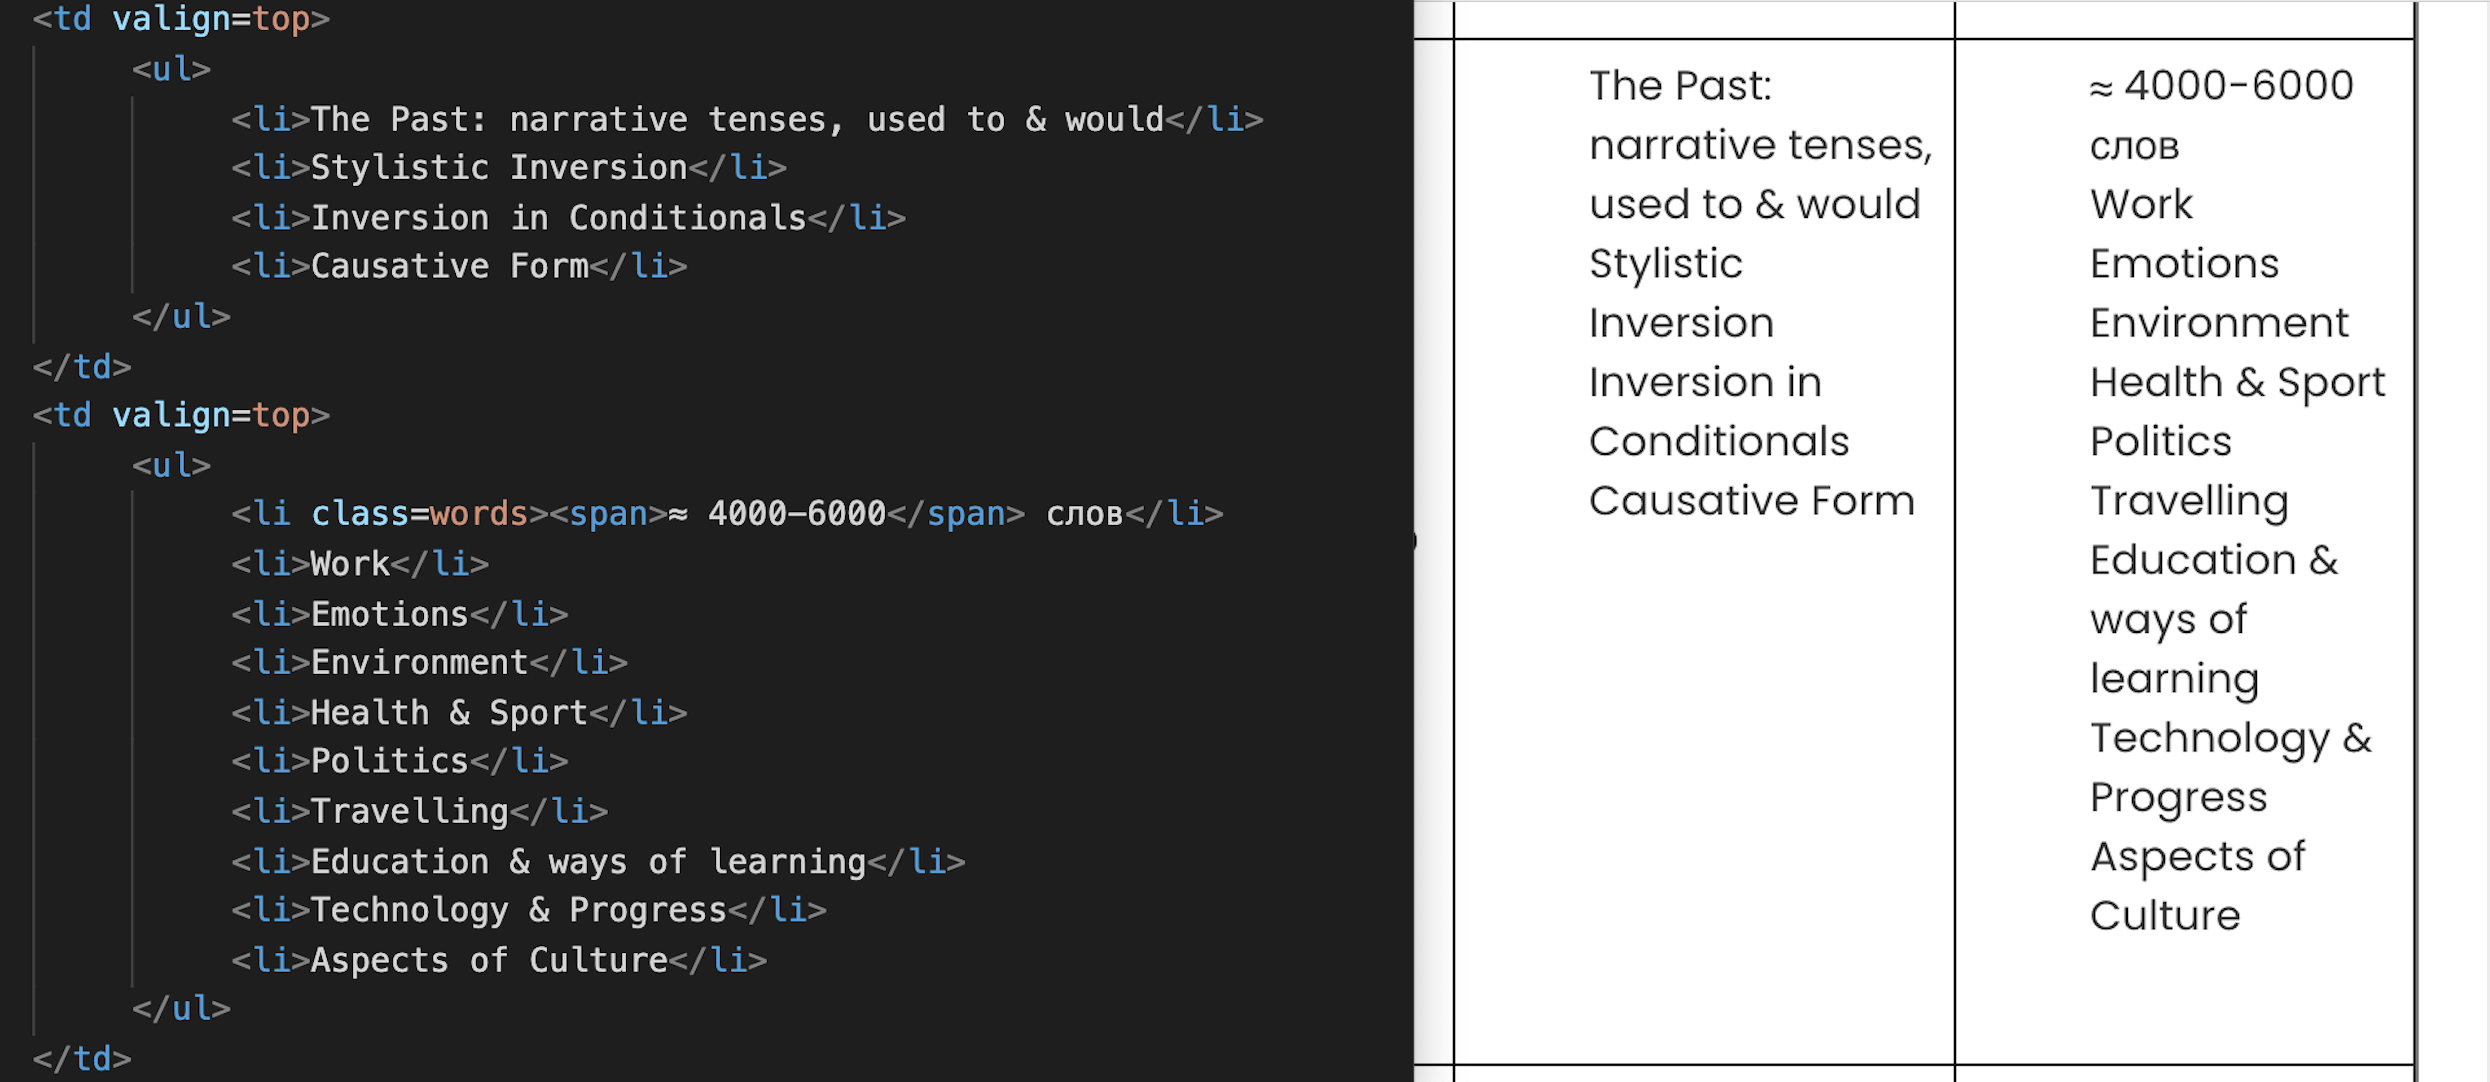 <td valign=top>
<ul>
<li>The Past: narrative tenses, used to & would</li>
<li>Stylistic Inversion</li>
<li>Inversion in Conditionals</li>
<li>Causative Form</li>
</ul>
</td>
<td valign=top>
<ul>
<li class=words><span>≈ 4000–6000</span> слов</li>
<li>Work</li>
<li>Emotions</li>
<li>Environment</li>
<li>Health & Sport</li>
<li>Politics</li>
<li>Travelling</li>
<li>Education & ways of learning</li>
<li>Technology & Progress</li>
<li>Aspects of Culture</li>
</ul>
</td>
The Past:
narrative tenses,
used to & would
Stylistic
Inversion
Inversion in
Conditionals
Causative Form
≈ 4000–6000
слов
Work
Emotions
Environment
Health & Sport
Politics
Travelling
Education &
ways of
learning
Technology &
Progress
Aspects of
Culture